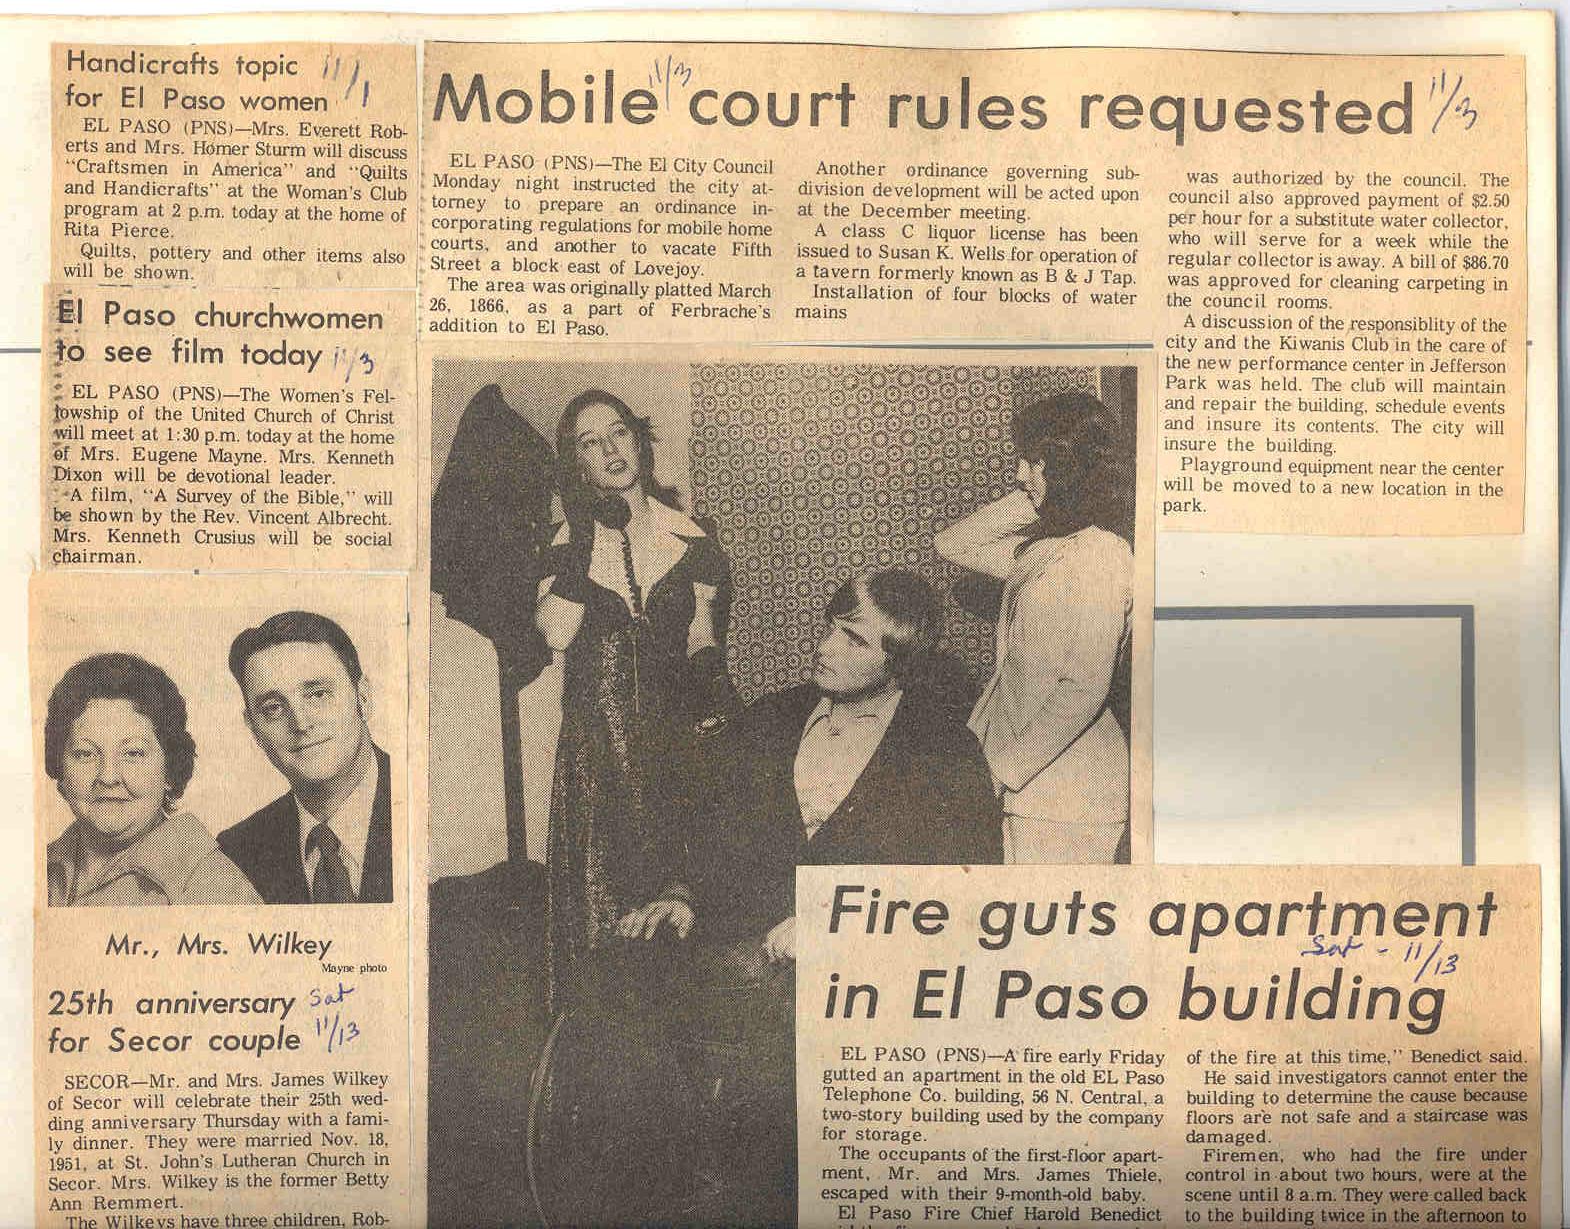 Handicrafts topic 11/1
for El Paso women
EL PASO (PNS)—Mrs. Everett Rob-
erts and Mrs. Homer Sturm will discuss
"Craftsmen in America" and "Quilts
and Handicrafts" at the Woman's Club
program at 2 p.m. today at the home of
Rita Pierce.
Quilts, pottery and other items also
will be shown.
El Paso churchwomen
to see film today 11/3
EL PASO (PNS)—The Women's Fel-
lowship of the United Church of Christ
will meet at 1:30 p.m. today at the home
of Mrs. Eugene Mayne. Mrs. Kenneth
Dixon will be devotional leader.
A film, "A Survey of the Bible," will
be shown by the Rev. Vincent Albrecht.
Mrs. Kenneth Crusius will be social
chairman.
Mr., Mrs. Wilkey
Mayne photo
25th anniversary Sat
for Secor couple 11/13
SECOR—Mr. and Mrs. James Wilkey
of Secor will celebrate their 25th wed-
ding anniversary Thursday with a fami-
ly dinner. They were married Nov. 18,
1951, at St. John's Lutheran Church in
Secor. Mrs. Wilkey is the former Betty
Ann Remmert.
The Wilkeys have three children, Rob-
11/3
Mobile court rules requested 11/3
EL PASO (PNS)—The El City Council
Monday night instructed the city at-
torney to prepare an ordinance in-
corporating regulations for mobile home
courts, and another to vacate Fifth
Street a block east of Lovejoy.
The area was originally platted March
26, 1866, as a part of Ferbrache's
addition to El Paso.
Another ordinance governing sub-
division development will be acted upon
at the December meeting.
A class C liquor license has been
issued to Susan K. Wells for operation of
a tavern formerly known as B & J Tap.
Installation of four blocks of water
mains
was authorized by the council. The
council also approved payment of $2.50
per hour for a substitute water collector,
who will serve for a week while the
regular collector is away. A bill of $86.70
was approved for cleaning carpeting in
the council rooms.
A discussion of the responsiblity of the
city and the Kiwanis Club in the care of
the new performance center in Jefferson
Park was held. The club will maintain
and repair the building, schedule events
and insure its contents. The city will
insure the building.
Playground equipment near the center
will be moved to a new location in the
park.
Fire guts apartment
Sat - 11/13
in El Paso building
EL PASO (PNS)—A fire early Friday
gutted an apartment in the old EL Paso
Telephone Co. building, 56 N. Central, a
two-story building used by the company
for storage.
The occupants of the first-floor apart-
ment, Mr. and Mrs. James Thiele,
escaped with their 9-month-old baby.
El Paso Fire Chief Harold Benedict
of the fire at this time," Benedict said.
He said investigators cannot enter the
building to determine the cause because
floors are not safe and a staircase was
damaged.
Firemen, who had the fire under
control in about two hours, were at the
scene until 8 a.m. They were called back
to the building twice in the afternoon to